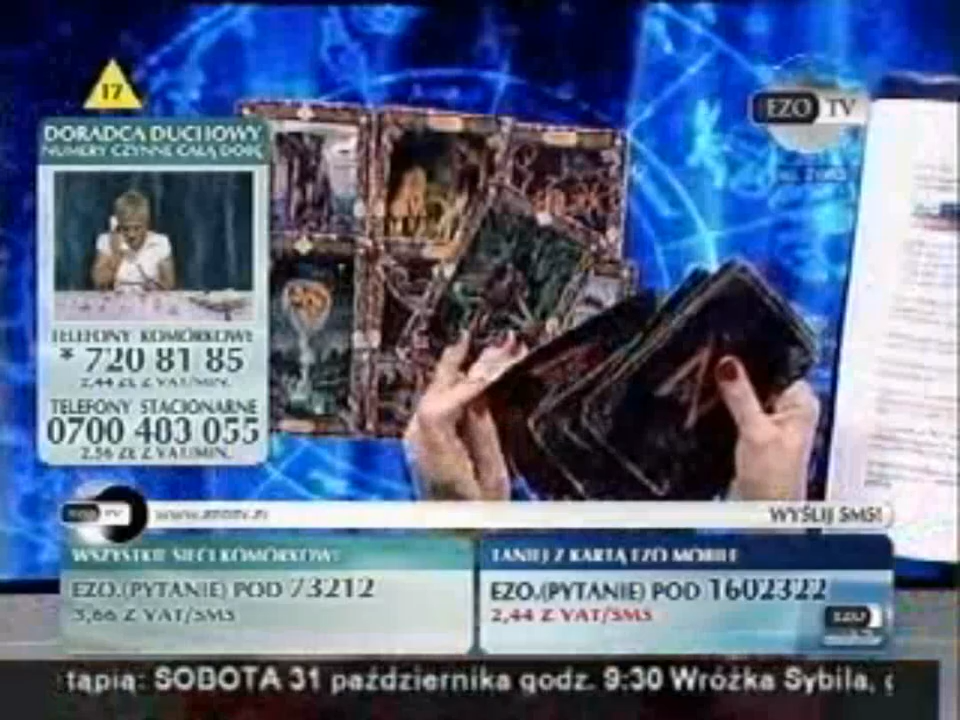 12
EZO TV
DORADCA DUCHOWY
NUMERY CZYNNE CAŁĄ DOBĘ
TELEFONY KOMÓRKOWE
* 720 81 85
2,44 ZŁ Z VAT/MIN.
TELEFONY STACJONARNE
0700 403 055
2,56 ZŁ Z VAT/MIN.
WYŚLIJ SMS!
WSZYSTKIE SIECI KOMÓRKOWE
TANIEJ Z KARTĄ EZO MOBILE
EZO.(PYTANIE) POD 73212
EZO.(PYTANIE) POD 1602322
3,66 Z VAT/SMS
2,44 Z VAT/SMS
tąpią: SOBOTA 31 października godz. 9:30 Wróżka Sybila,